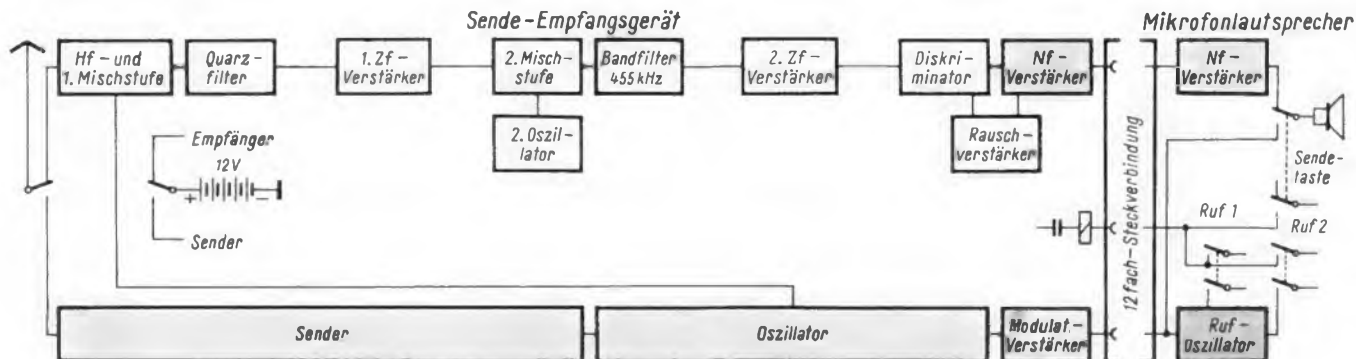 Sende-Empfangsgerät
Mikrofonlautsprecher
Hf- und
1. Mischstufe
Quarz-
filter
1. Zf-
Verstärker
2. Misch-
stufe
Bandfilter
455 kHz
2. Zf-
Verstärker
Diskri-
minator
Nf-
Verstärker
Nf-
Verstärker
2. Oszil-
lator
Rausch-
verstärker
Empfänger
12V
+ -
Sender
12fach-Steckverbindung
Sende-
taste
Ruf 1
Ruf 2
Sender
Oszillator
Modulat.-
Verstärker
Ruf-
Oszillator